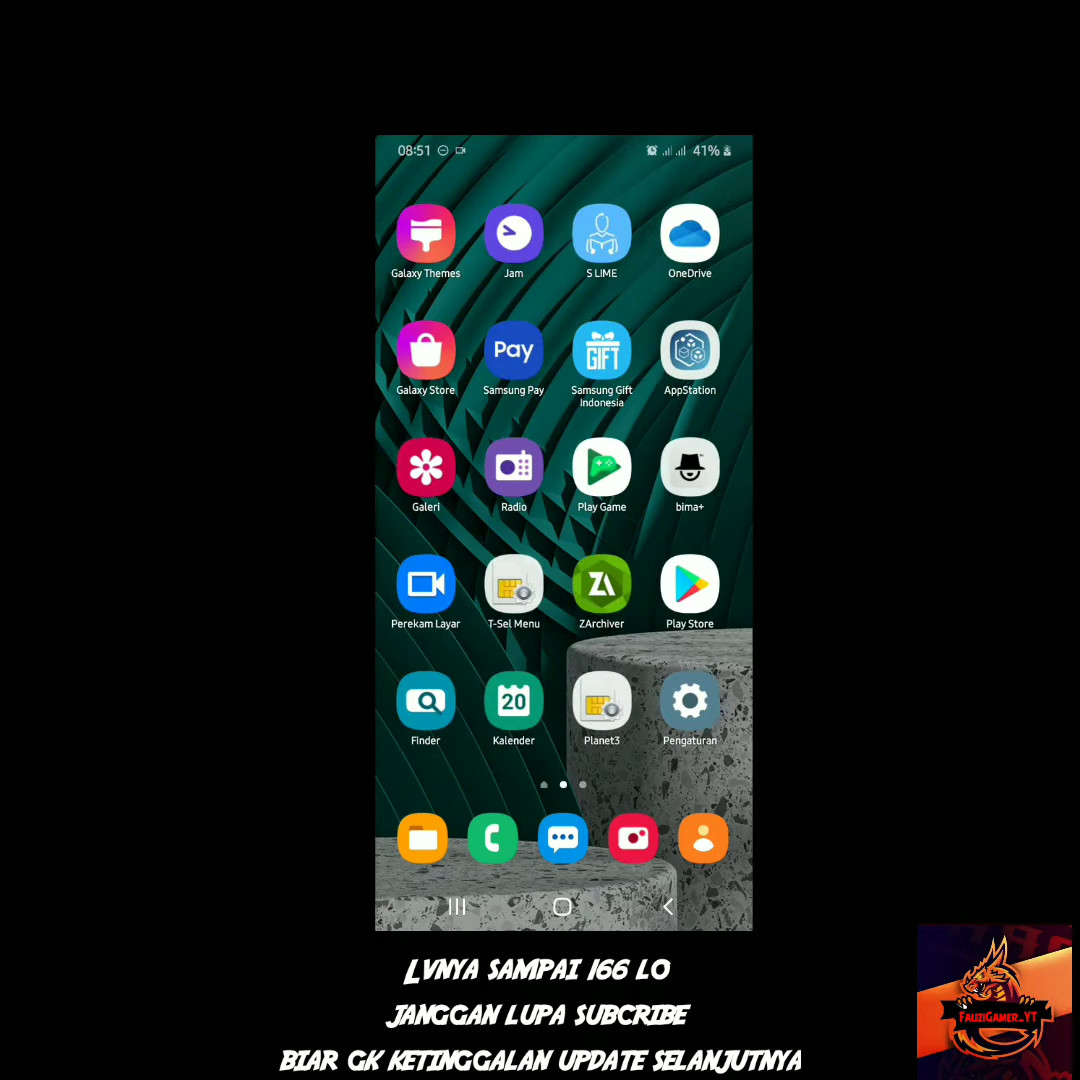 08:51 41%
Galaxy Themes Jam S LIME OneDrive
Pay GIFT
Galaxy Store Samsung Pay Samsung Gift AppStation
Indonesia
Galeri Radio Play Game bima+
ZA
Perekam Layar T-Sel Menu ZArchiver Play Store
20
Finder Kalender Planet3 Pengaturan
LVNYA SAMPAI 166 LO
JANGGAN LUPA SUBCRIBE
BIAR GK KETINGGALAN UPDATE SELANJUTNYA
FauziGamer_YT